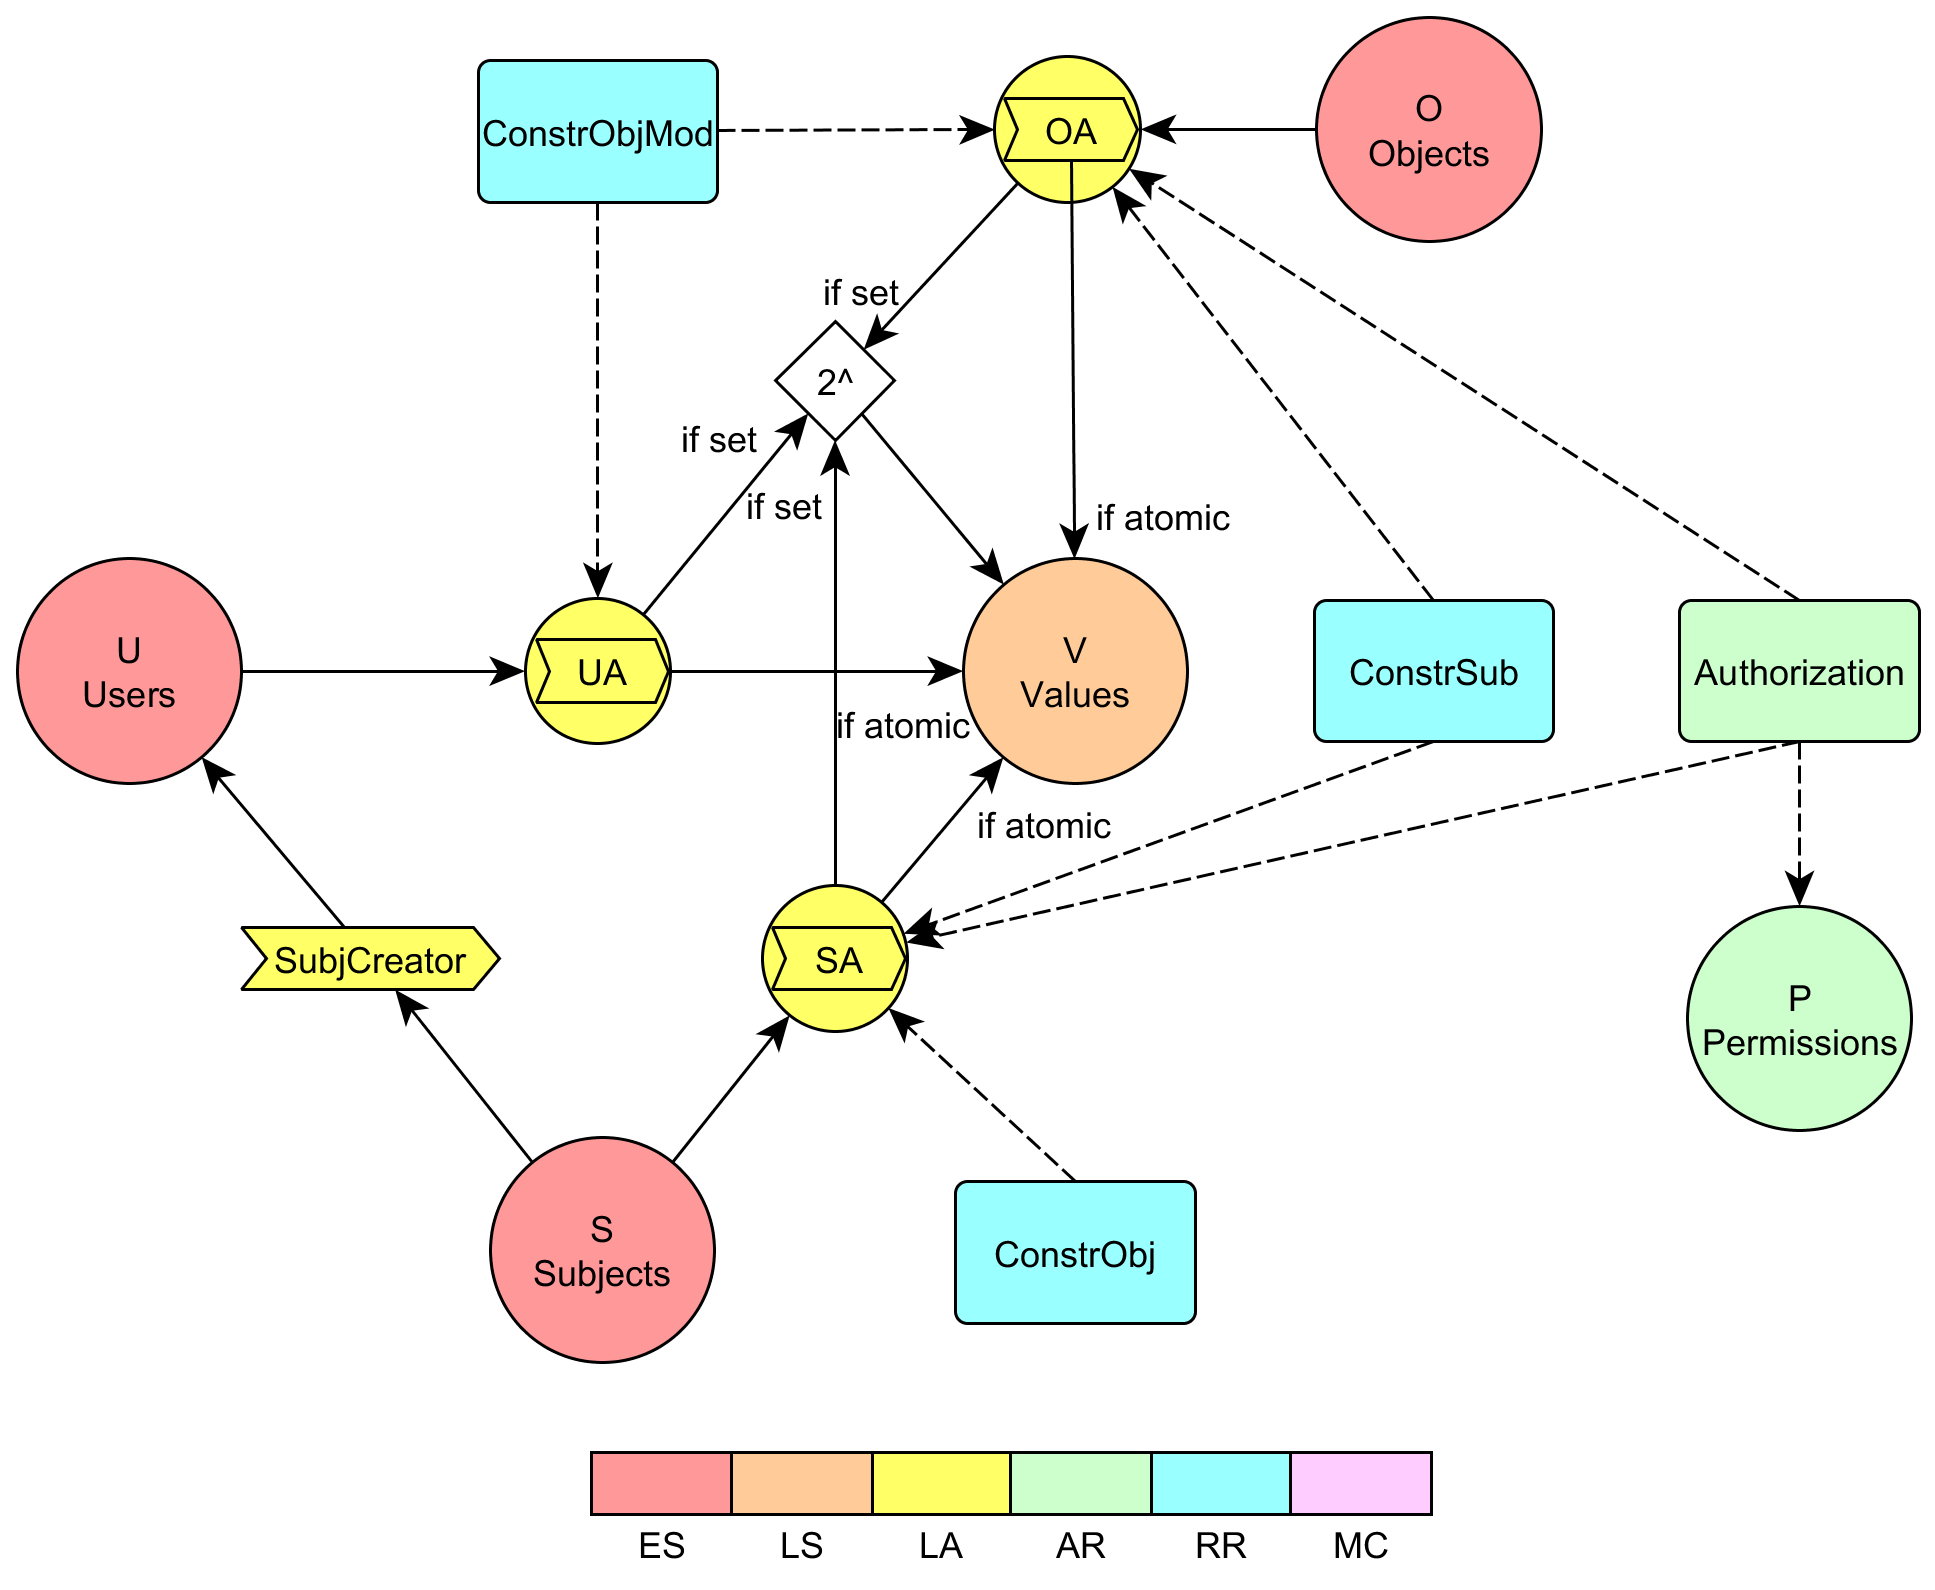 ConstrObjMod
OA
O
Objects
if set
2^
if set
if set
if atomic
U
Users
UA
V
Values
ConstrSub
Authorization
if atomic
if atomic
SubjCreator
SA
P
Permissions
S
Subjects
ConstrObj
ES
LS
LA
AR
RR
MC